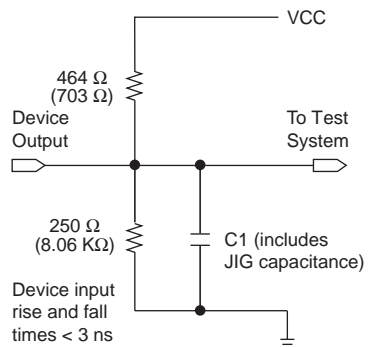 VCC
464 Ω
(703 Ω)
Device
Output
To Test
System
250 Ω
(8.06 KΩ)
C1 (includes
JIG capacitance)
Device input
rise and fall
times < 3 ns